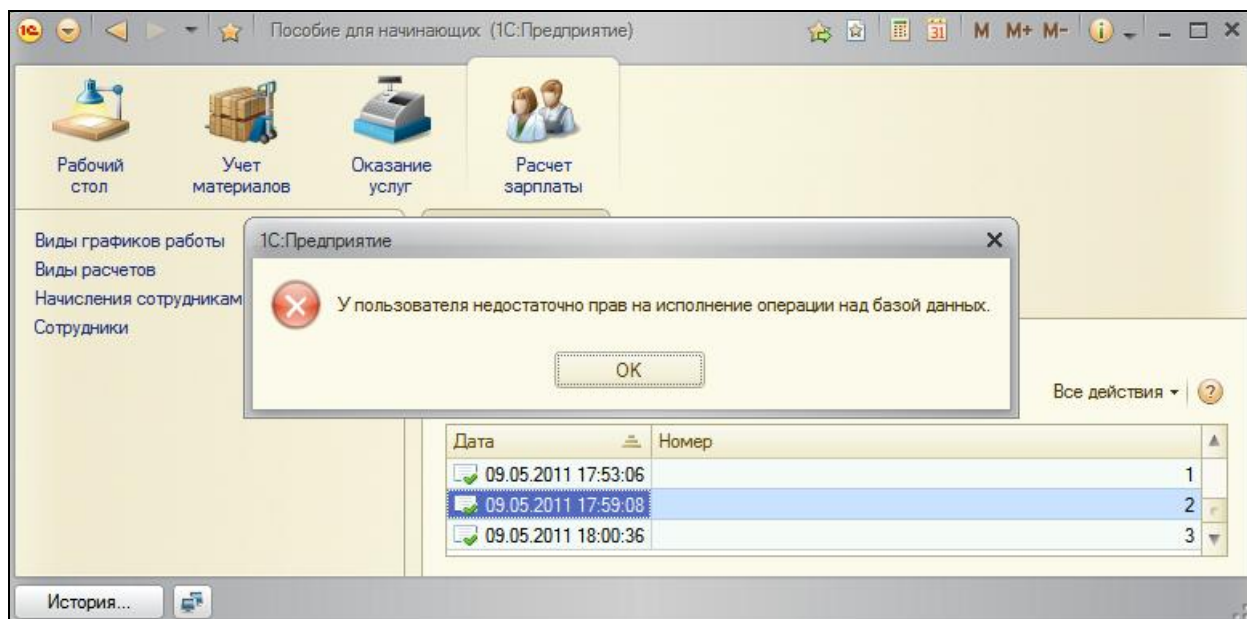 1С Пособие для начинающих (1С:Предприятие) 31 M M+ M-
Рабочий стол
Учет материалов
Оказание услуг
Расчет зарплаты
Виды графиков работы
Виды расчетов
Начисления сотрудникам
Сотрудники
1С:Предприятие
У пользователя недостаточно прав на исполнение операции над базой данных.
OK
Все действия
Дата Номер
09.05.2011 17:53:06 1
09.05.2011 17:59:08 2
09.05.2011 18:00:36 3
История...